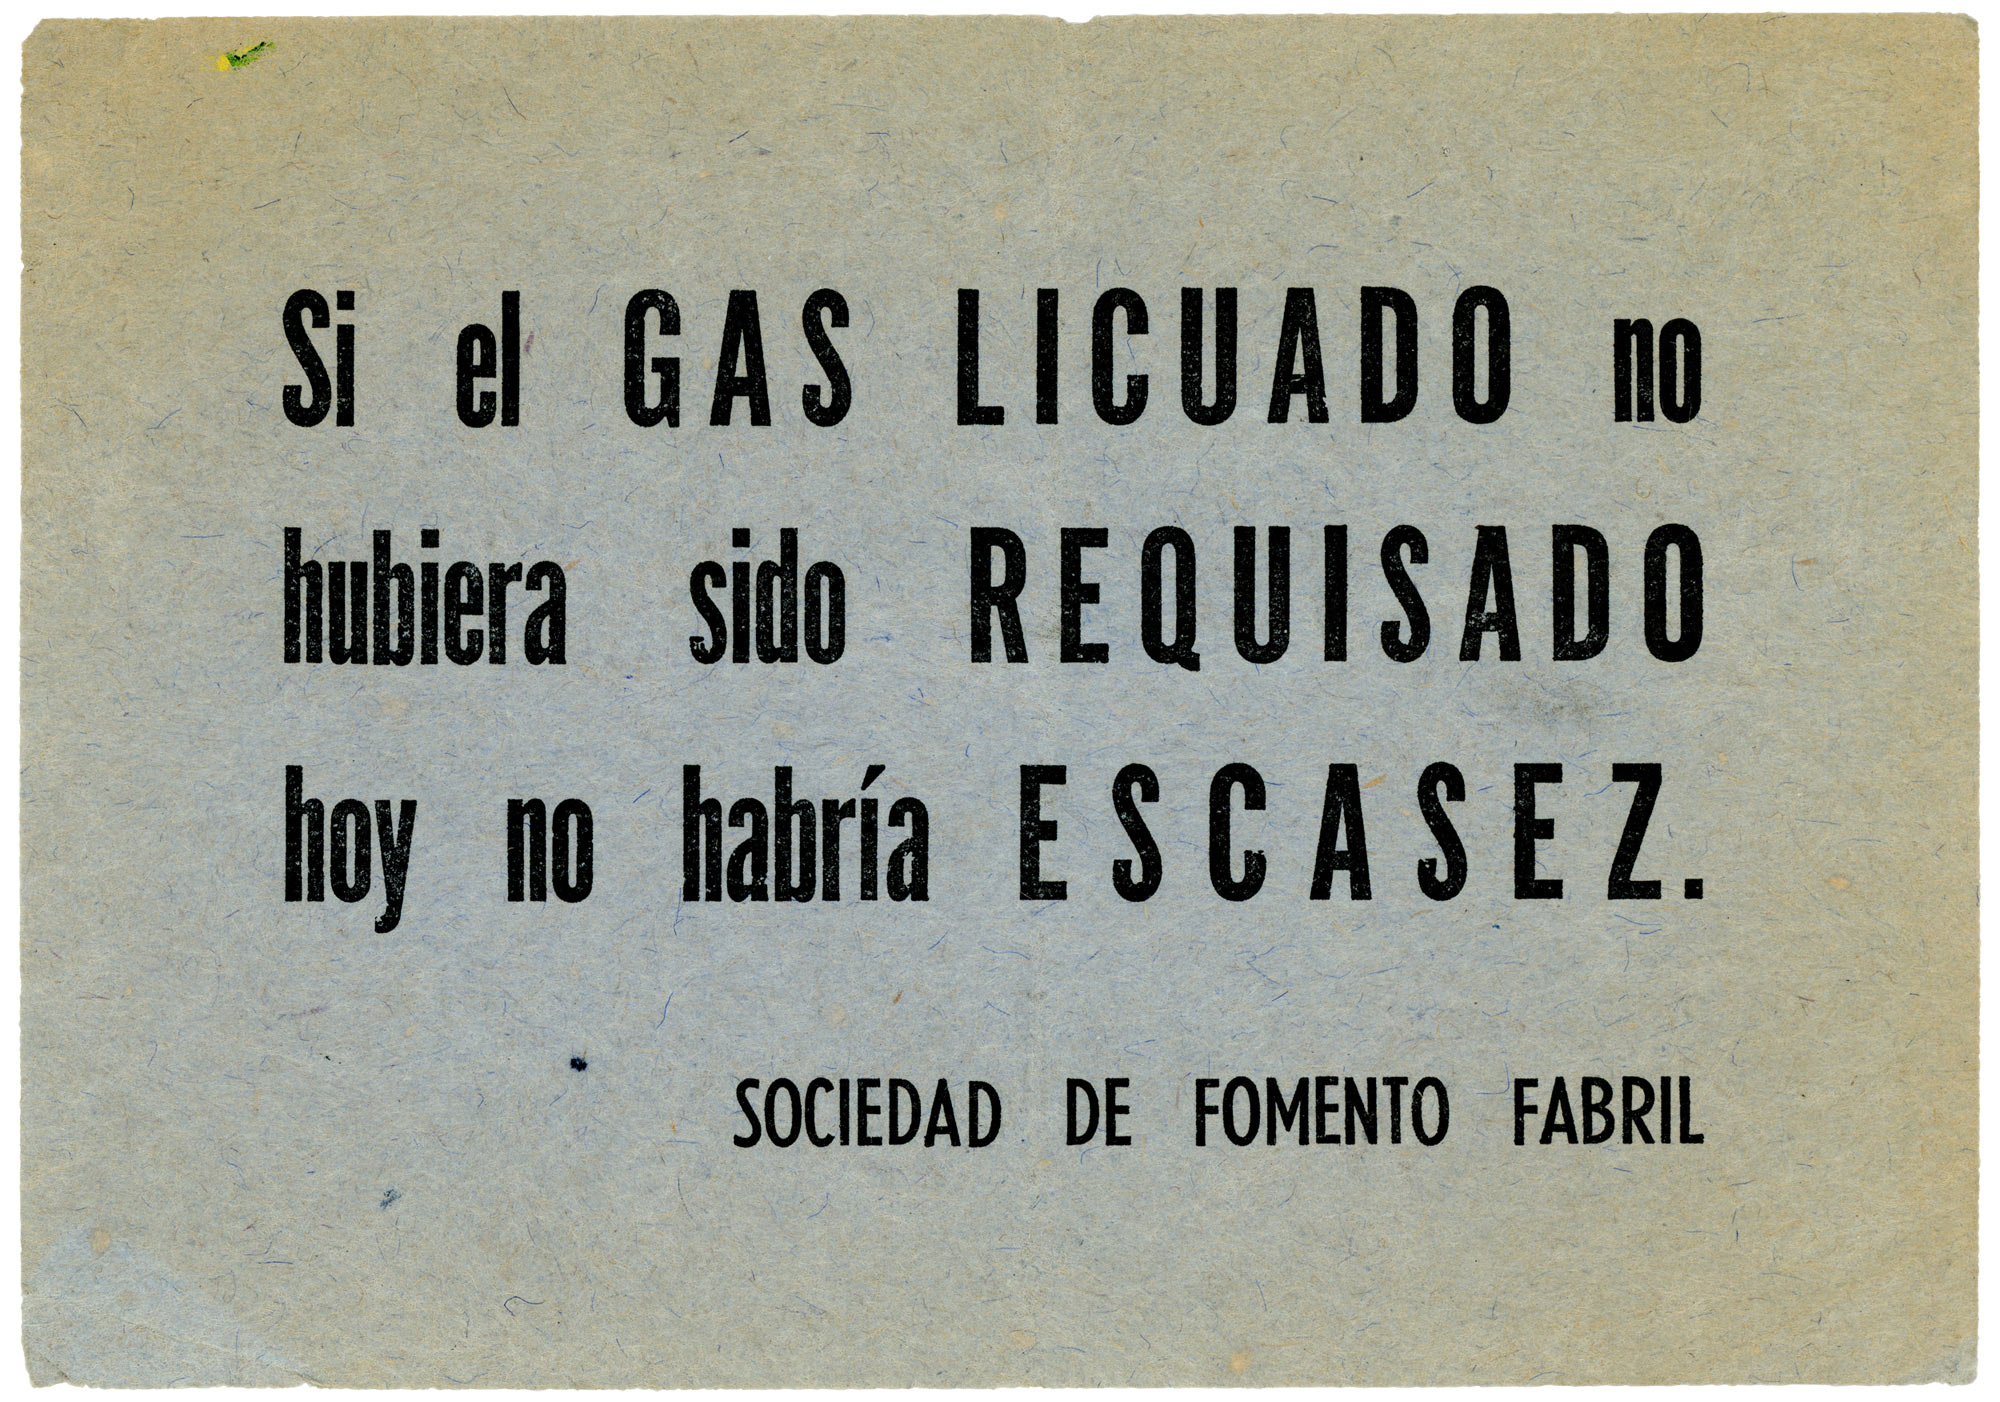 Si el GAS LICUADO no
hubiera sido REQUISADO
hoy no habría ESCASEZ.
SOCIEDAD DE FOMENTO FABRIL